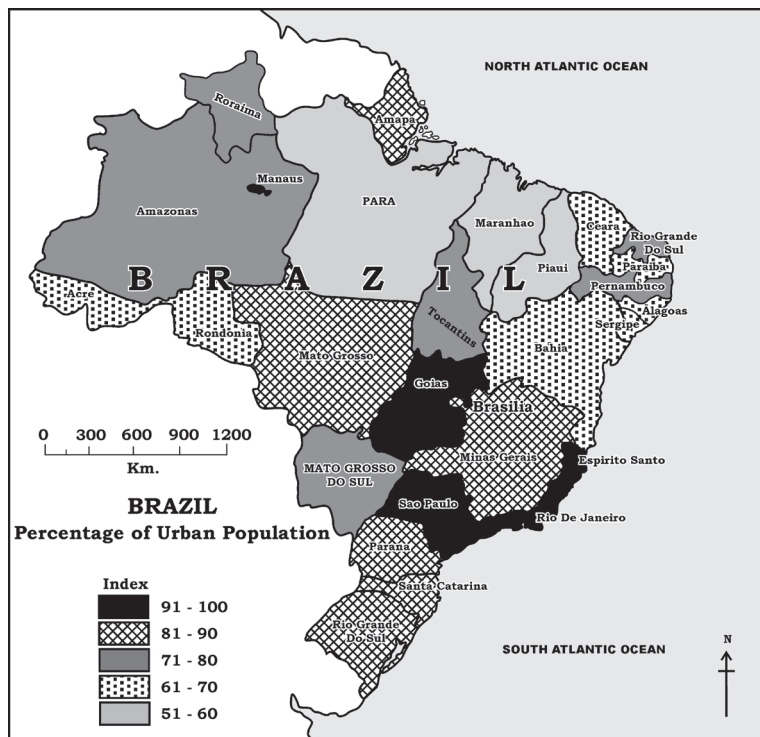 NORTH ATLANTIC OCEAN
Roraima
Amapa
Manaus
Amazonas
PARA
Maranhao
Ceara
Rio Grande
Do Sul
Paraiba
Piaui
Pernambuco
BRAZIL
Acre
Rondonia
Tocantins
Alagoas
Sergipe
Bahia
Mato Grosso
Goias
Brasilia
0 300 600 900 1200
Km.
Minas Gerais
Espirito Santo
MATO GROSSO
DO SUL
Sao Paulo
Rio De Janeiro
BRAZIL
Percentage of Urban Population
Parana
Santa Catarina
Rio Grande
Do Sul
Index
91 - 100
81 - 90
71 - 80
61 - 70
51 - 60
SOUTH ATLANTIC OCEAN
N